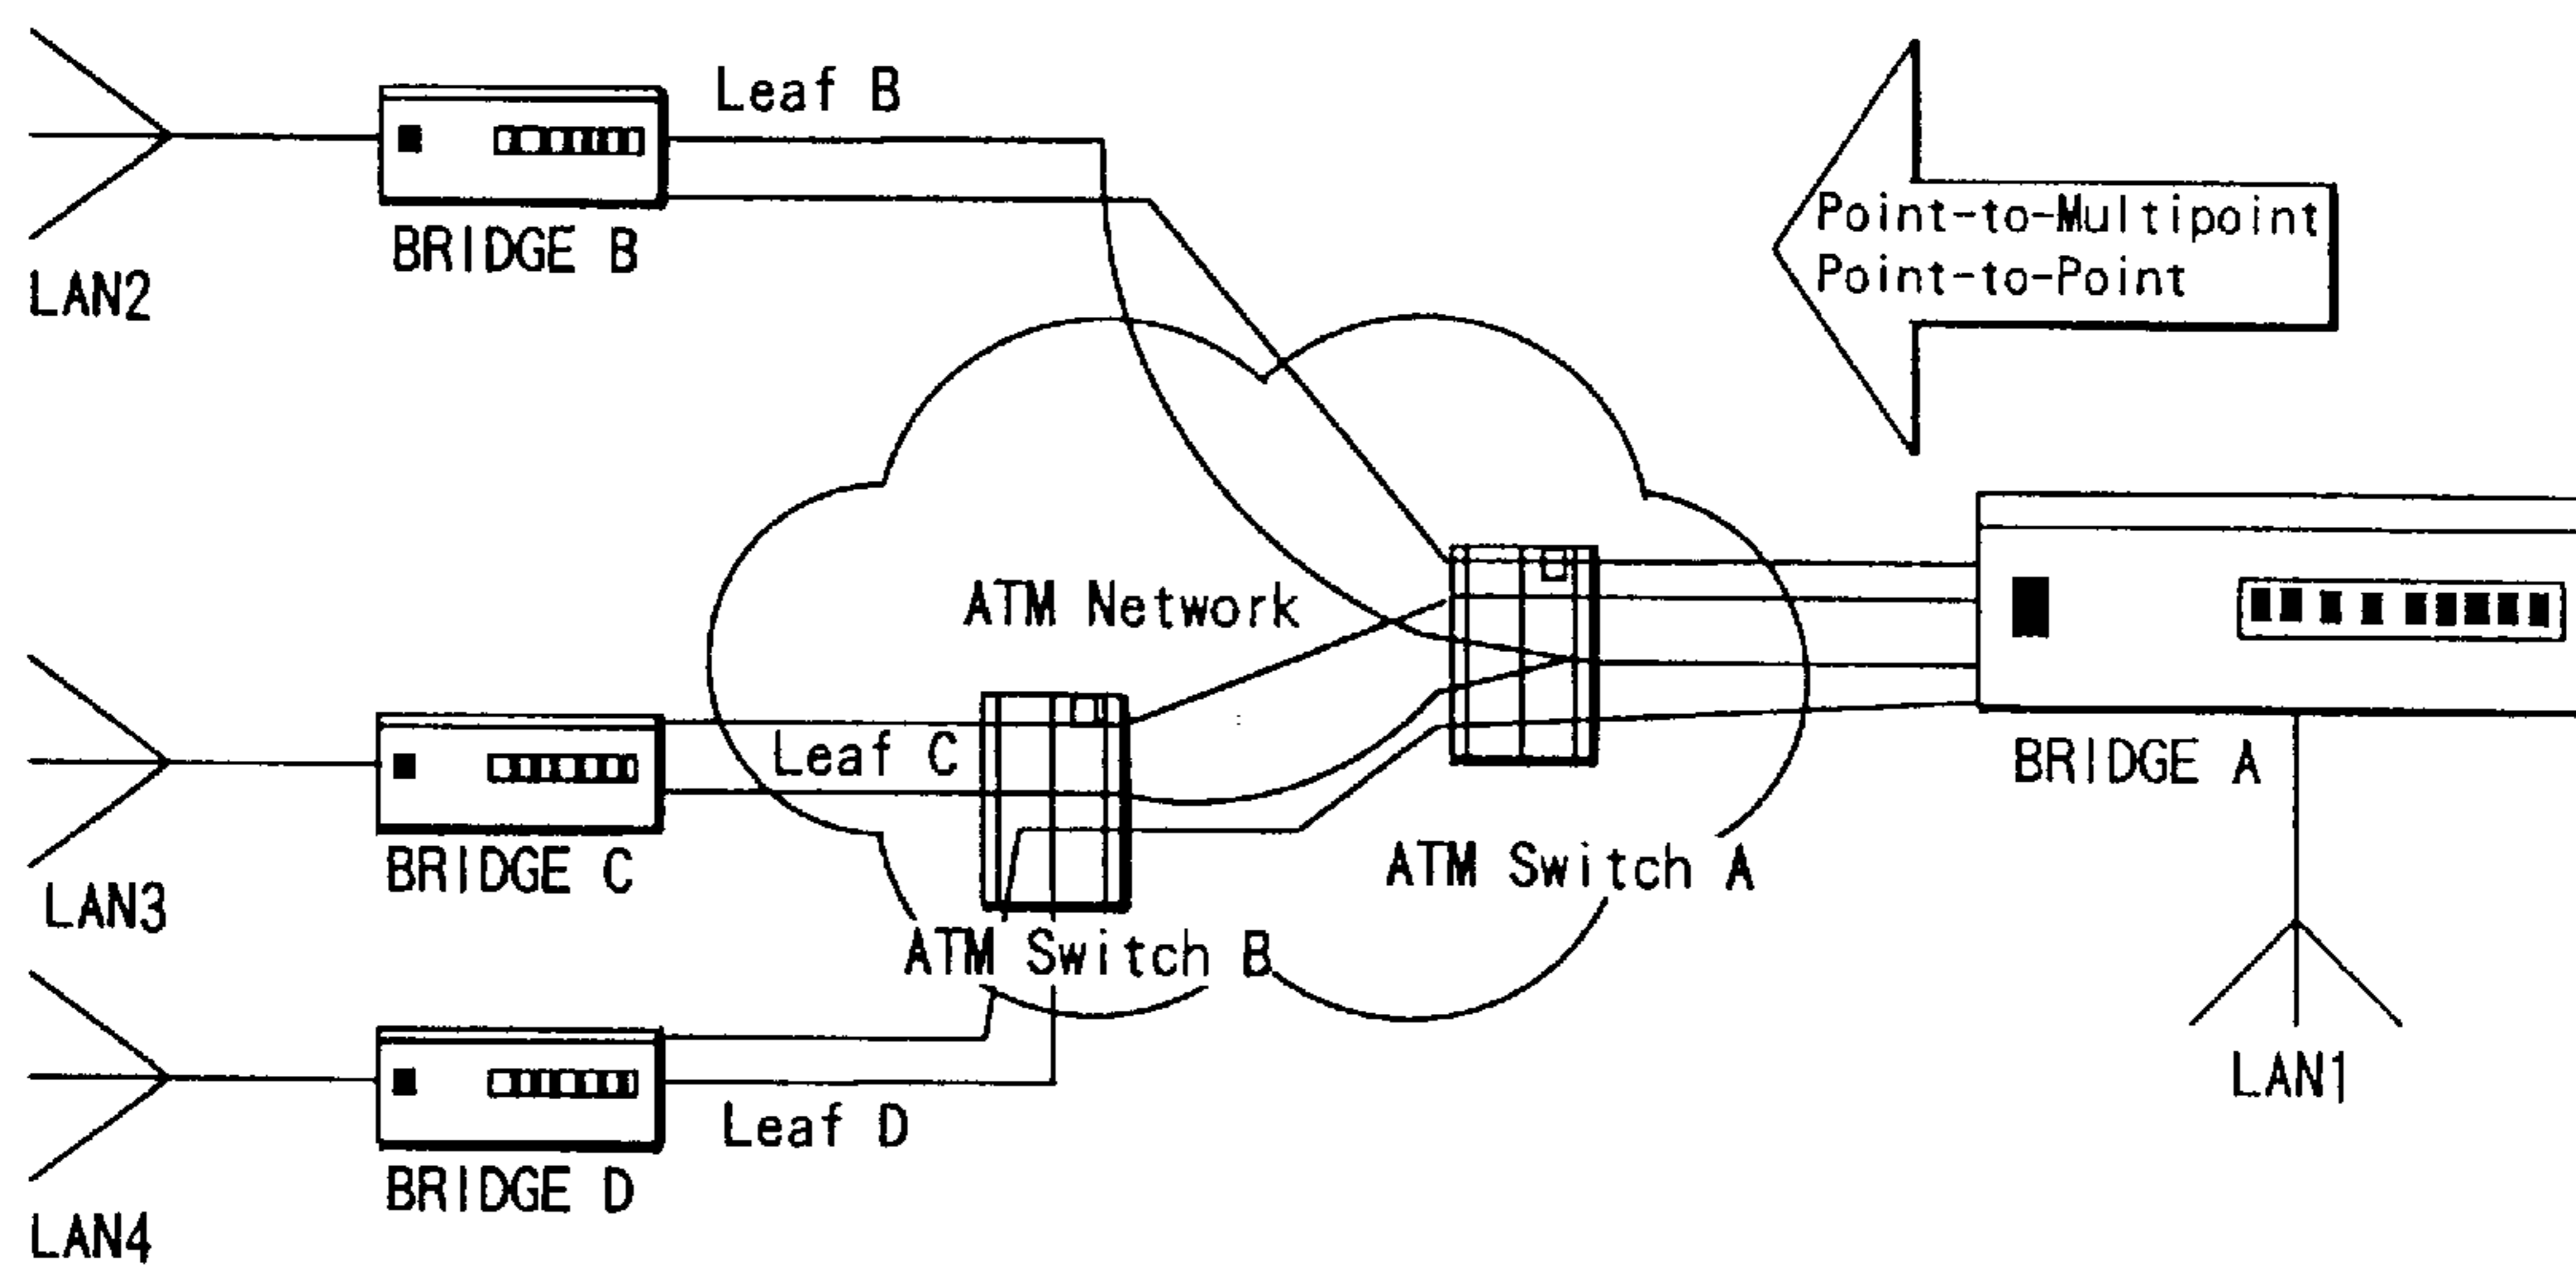 Leaf B
BRIDGE B
LAN2
Point-to-Multipoint
Point-to-Point
ATM Network
Leaf C
BRIDGE C
LAN3
BRIDGE A
ATM Switch A
ATM Switch B
LAN1
Leaf D
BRIDGE D
LAN4